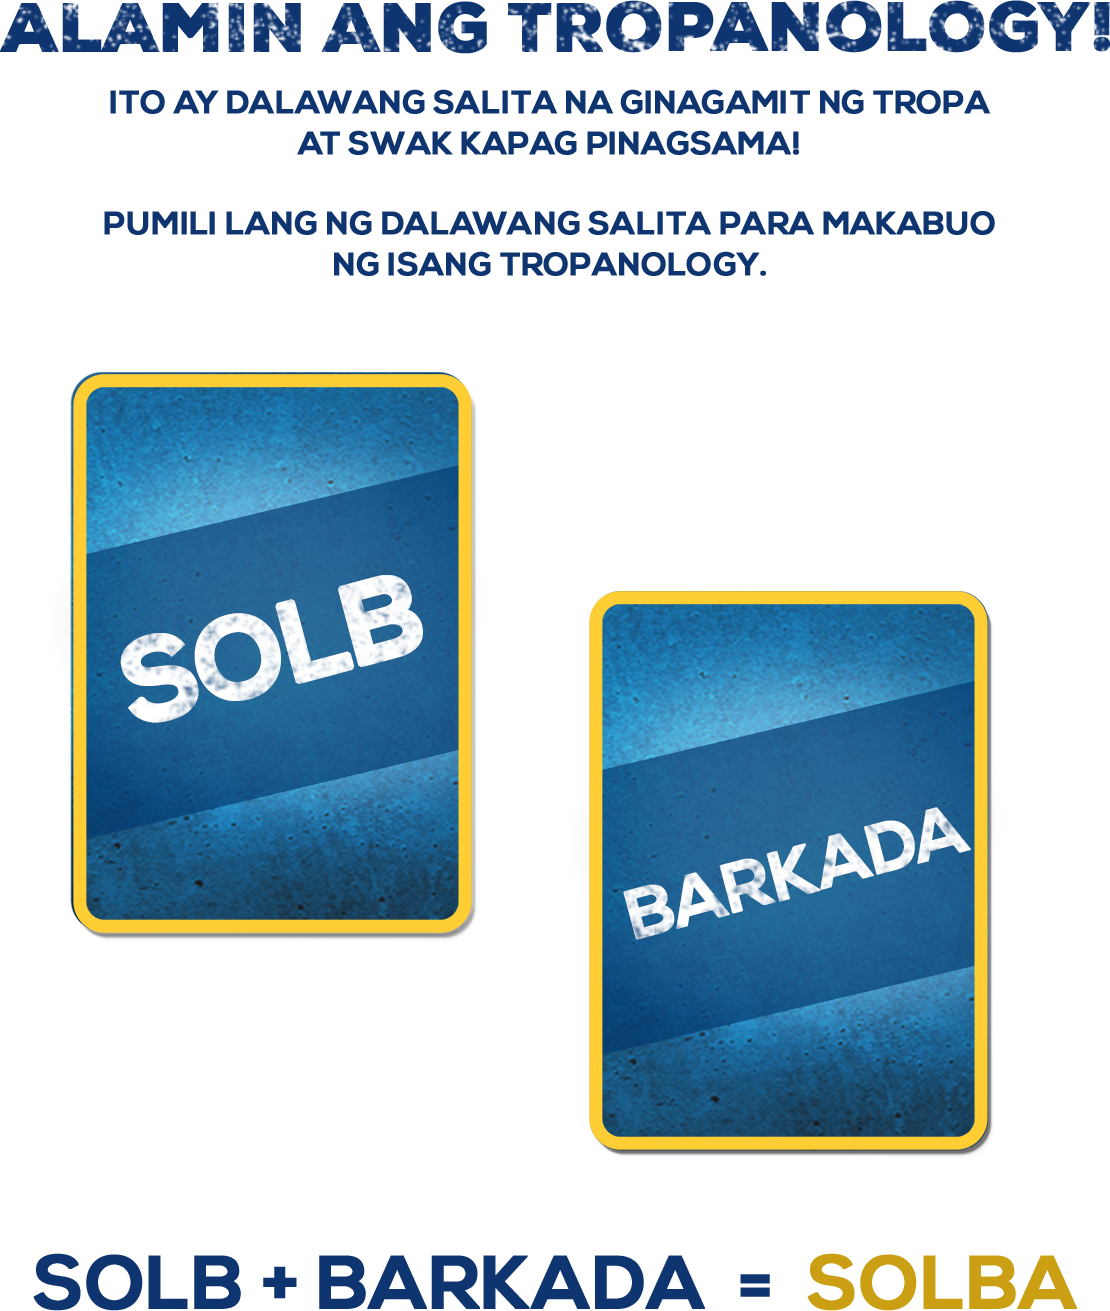 ALAMIN ANG TROPANOLOGY!
ITO AY DALAWANG SALITA NA GINAGAMIT NG TROPA
AT SWAK KAPAG PINAGSAMA!
PUMILI LANG NG DALAWANG SALITA PARA MAKABUO
NG ISANG TROPANOLOGY.
SOLB
BARKADA
SOLB + BARKADA = SOLBA